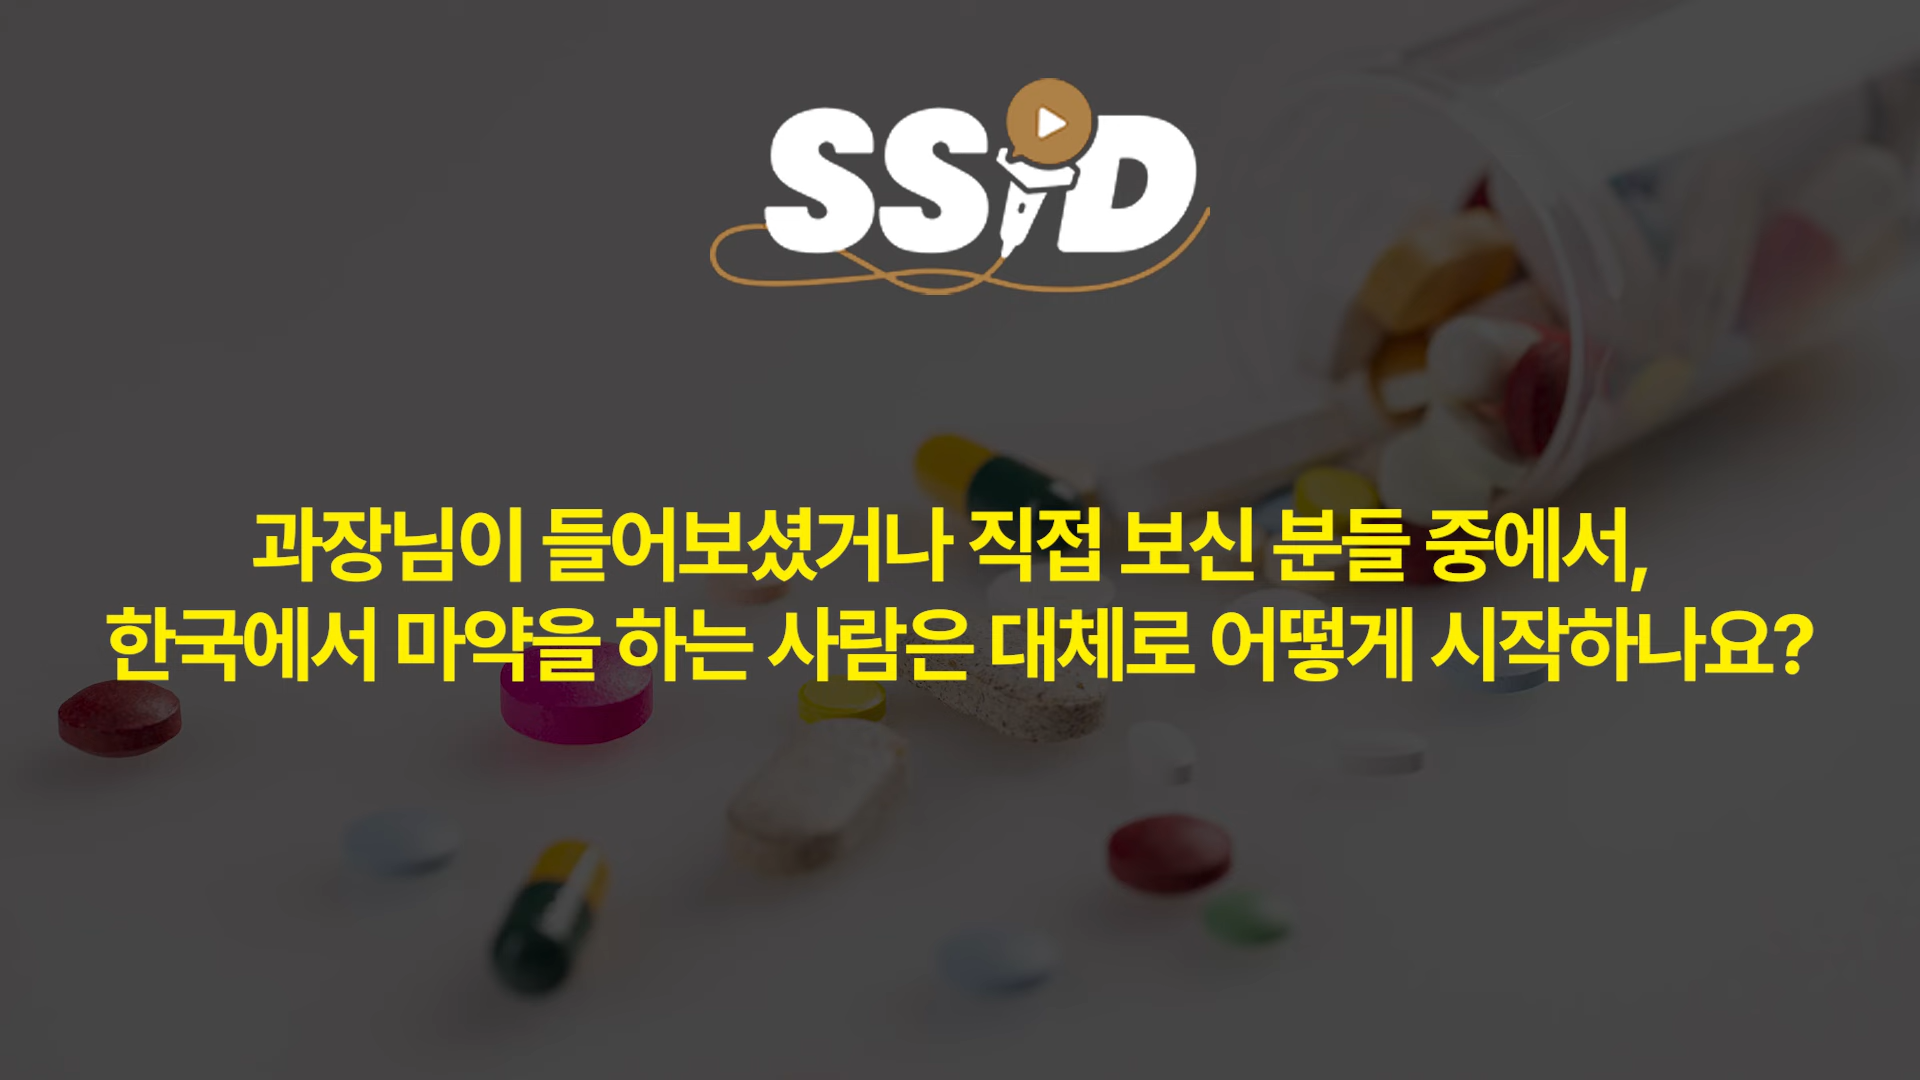 SSiD
과장님이 들어보셨거나 직접 보신 분들 중에서,
한국에서 마약을 하는 사람은 대체로 어떻게 시작하나요?